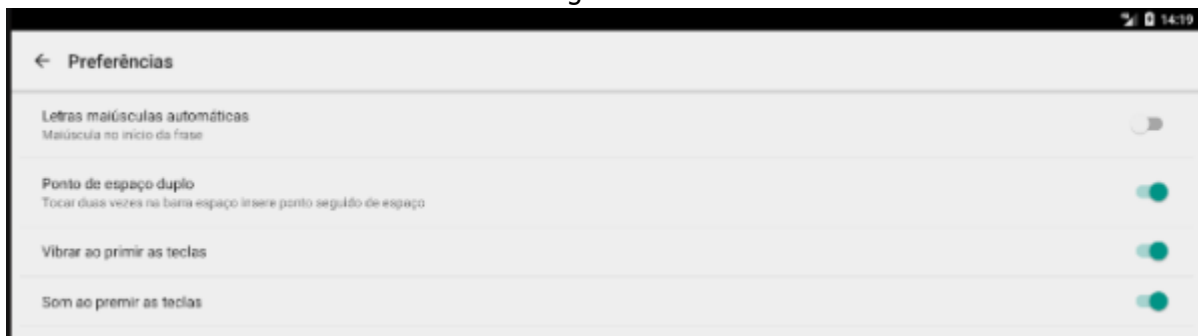 14:19
Preferências
Letras maiúsculas automáticas
Maiúscula no início da frase
Ponto de espaço duplo
Tocar duas vezes na barra espaço insere ponto seguido de espaço
Vibrar ao primir as teclas
Som ao premir as teclas